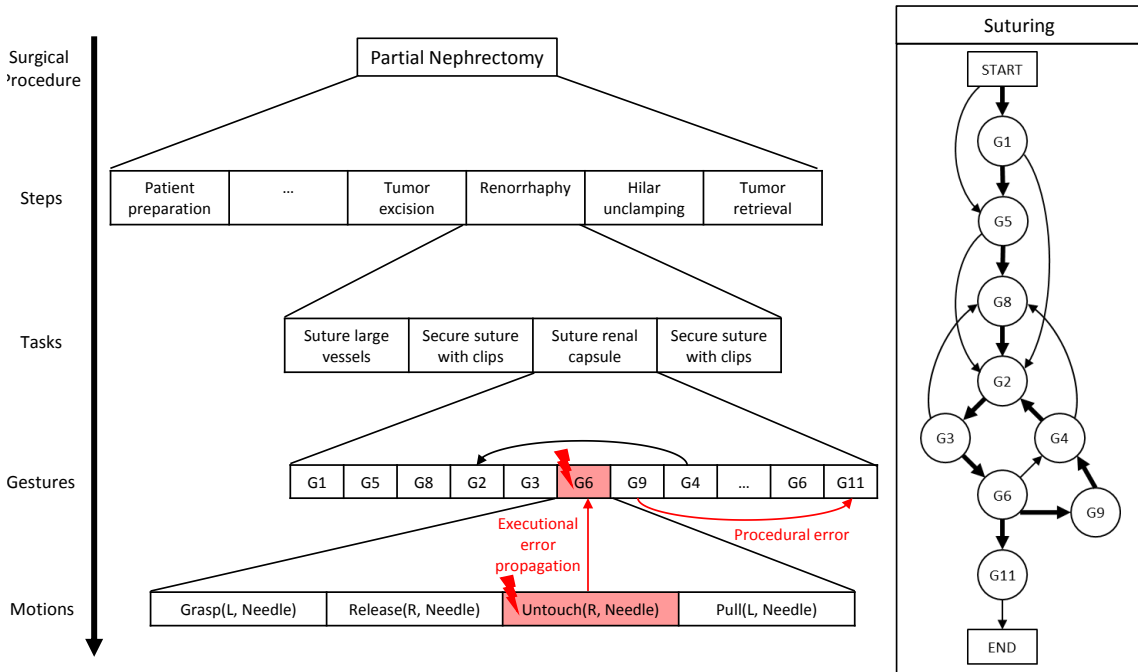 Surgical
Procedure
Partial Nephrectomy
Steps
Patient
preparation
...
Tumor
excision
Renorrhaphy
Hilar
unclamping
Tumor
retrieval
Tasks
Suture large
vessels
Secure suture
with clips
Suture renal
capsule
Secure suture
with clips
Gestures
G1 G5 G8 G2 G3 G6 G9 G4 ... G6 G11
Executional
error
propagation
Procedural error
Motions
Grasp(L, Needle)
Release(R, Needle)
Untouch(R, Needle)
Pull(L, Needle)
Suturing
START
G1
G5
G8
G2
G3
G4
G6
G9
G11
END